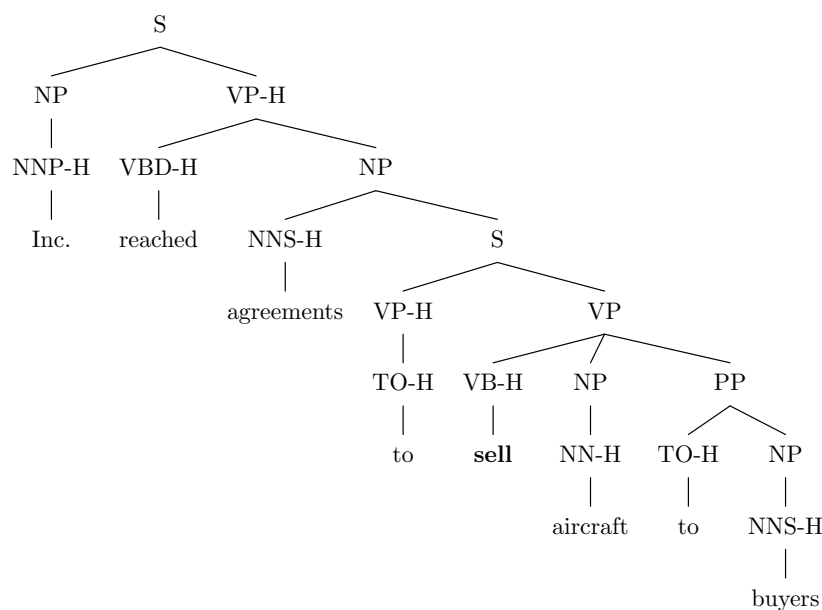 S
NP VP-H
NNP-H VBD-H NP
Inc. reached NNS-H S
agreements VP-H VP
TO-H VB-H NP PP
to sell NN-H TO-H NP
aircraft to NNS-H
buyers